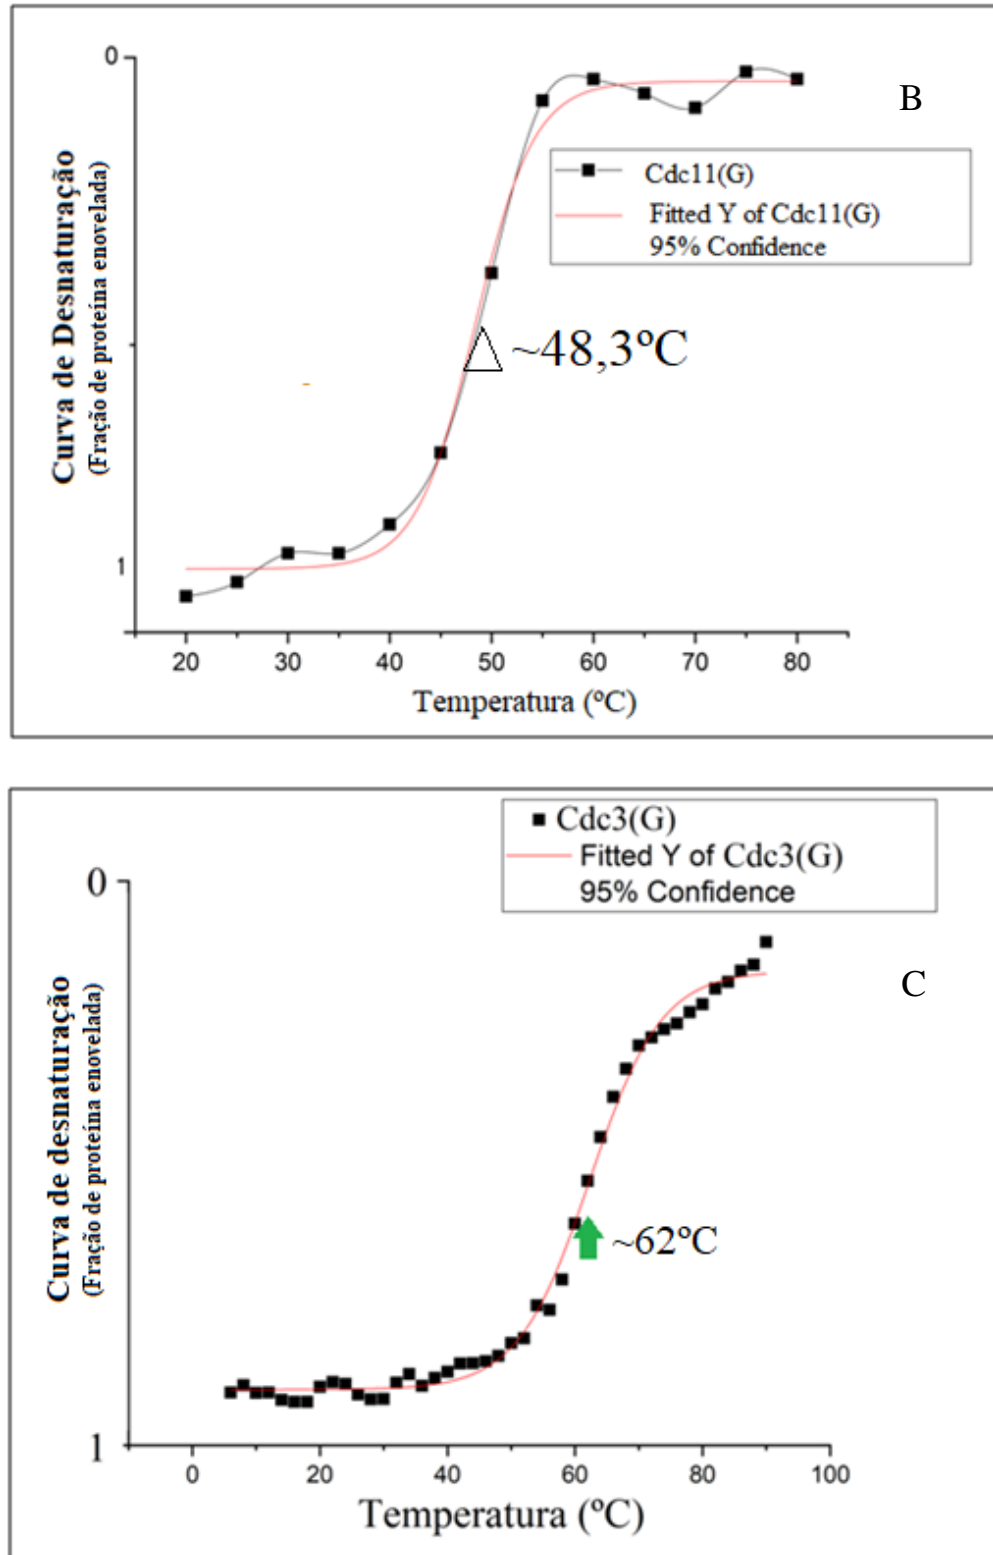 0
B
Curva de Desnaturação
(Fração de proteína enovelada)
Cdc11(G)
Fitted Y of Cdc11(G)
95% Confidence
~48,3ºC
1
20 30 40 50 60 70 80
Temperatura (ºC)
Cdc3(G)
Fitted Y of Cdc3(G)
95% Confidence
0
C
Curva de desnaturação
(Fração de proteína enovelada)
~62ºC
1
0 20 40 60 80 100
Temperatura (ºC)